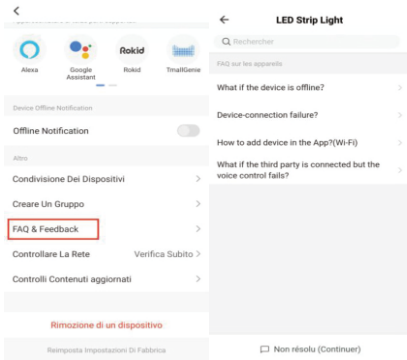 Alexa
Google
Assistant
Rokid
Rokid
TmallGenie
Device Offline Notification
Offline Notification
Altro
Condivisione Dei Dispositivi
Creare Un Gruppo
FAQ & Feedback
Controllare La Rete
Verifica Subito
Controlli Contenuti aggiornati
Rimozione di un dispositivo
Reimposta Impostazioni Di Fabbrica
LED Strip Light
Rechercher
FAQ sur les appareils
What if the device is offline?
Device-connection failure?
How to add device in the App?(Wi-Fi)
What if the third party is connected but the
voice control fails?
Non résolu (Continuer)